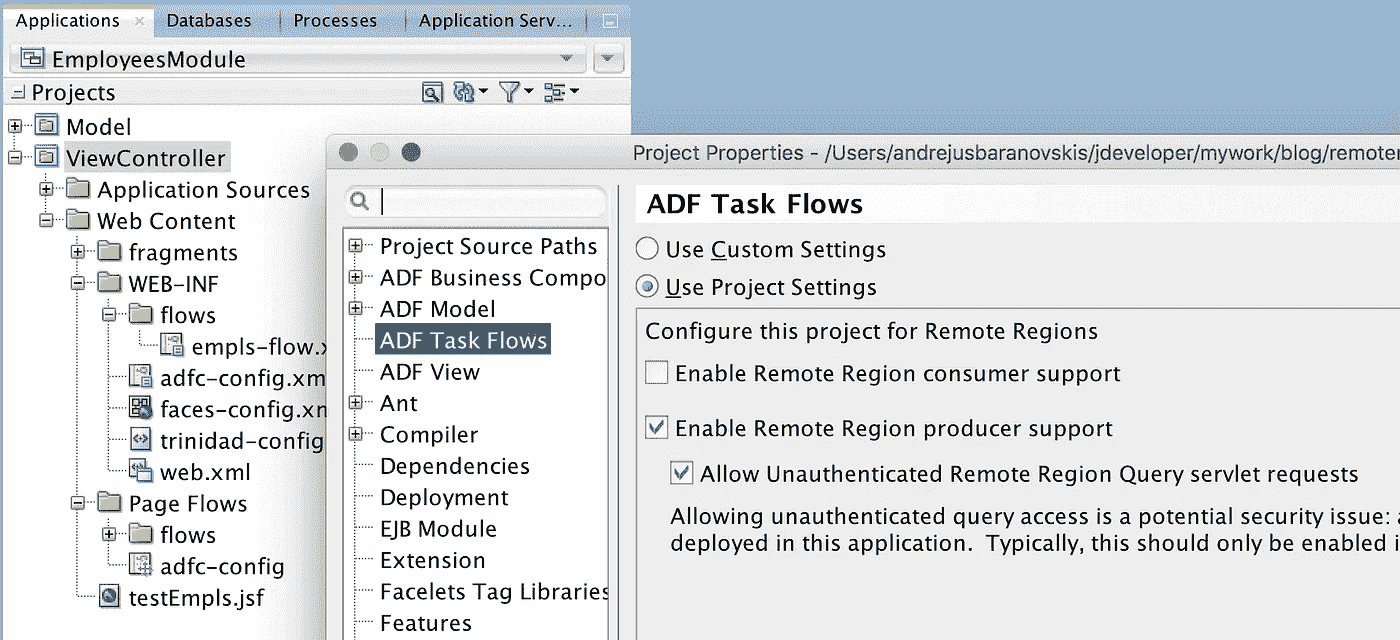 Applications × Databases Processes Application Serv...
EmployeesModule
Projects
Model
ViewController
Application Sources
Web Content
fragments
WEB-INF
flows
empls-flow.x
adfc-config.xm
faces-config.xm
trinidad-config
web.xml
Page Flows
flows
adfc-config
testEmpls.jsf
Project Properties - /Users/andrejusbaranovskis/jdeveloper/mywork/blog/remoter
Project Source Paths
ADF Business Compo
ADF Model
ADF Task Flows
ADF View
Ant
Compiler
Dependencies
Deployment
EJB Module
Extension
Facelets Tag Libraries
Features
ADF Task Flows
Use Custom Settings
Use Project Settings
Configure this project for Remote Regions
Enable Remote Region consumer support
Enable Remote Region producer support
Allow Unauthenticated Remote Region Query servlet requests
Allowing unauthenticated query access is a potential security issue: a
deployed in this application. Typically, this should only be enabled i